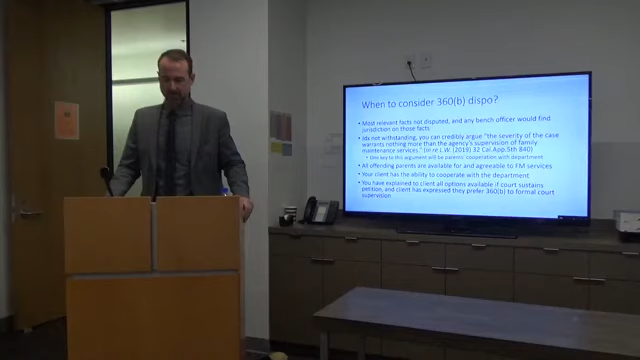 When to consider 360(b) dispo?
• Most relevant facts not disputed, and any bench officer would find
jurisdiction on those facts
• Ids not withstanding, you can credibly argue "the severity of the case
warrants nothing more than the agency's supervision of family
maintenance services." (In re L.W. (2019) 32 Cal.App.5th 840)
• One key to this argument will be parents' cooperation with department
• All offending parents are available for and agreeable to FM services
• Your client has the ability to cooperate with the department
• You have explained to client all options available if court sustains
petition, and client has expressed they prefer 360(b) to formal court
supervision